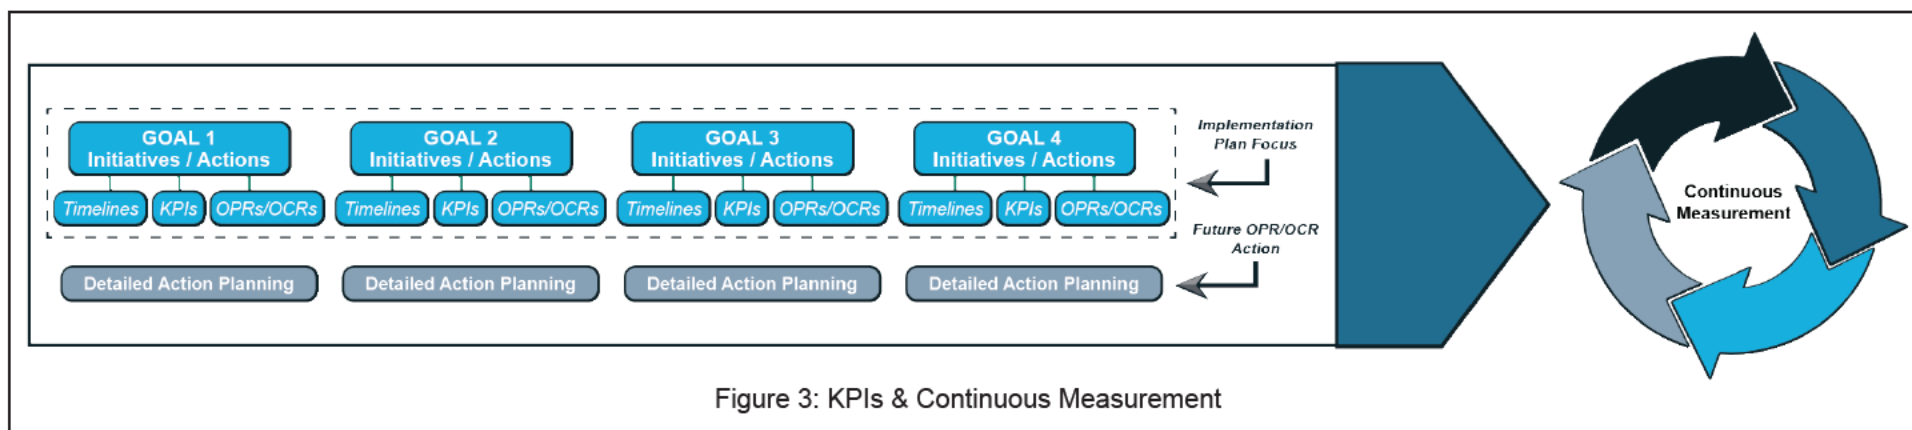 GOAL 1
Initiatives / Actions
Timelines
KPIs
OPRs/OCRs
GOAL 2
Initiatives / Actions
Timelines
KPIs
OPRs/OCRs
GOAL 3
Initiatives / Actions
Timelines
KPIs
OPRs/OCRs
GOAL 4
Initiatives / Actions
Timelines
KPIs
OPRs/OCRs
Implementation
Plan Focus
Detailed Action Planning
Detailed Action Planning
Detailed Action Planning
Detailed Action Planning
Future OPR/OCR
Action
Continuous
Measurement
Figure 3: KPIs & Continuous Measurement